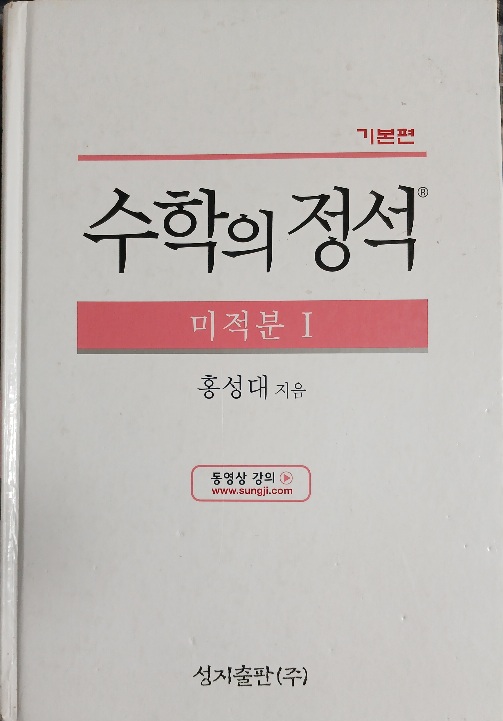 기본편
수학의 정석®
미적분 I
홍성대 지음
동영상 강의
www.sungji.com
성지출판(주)